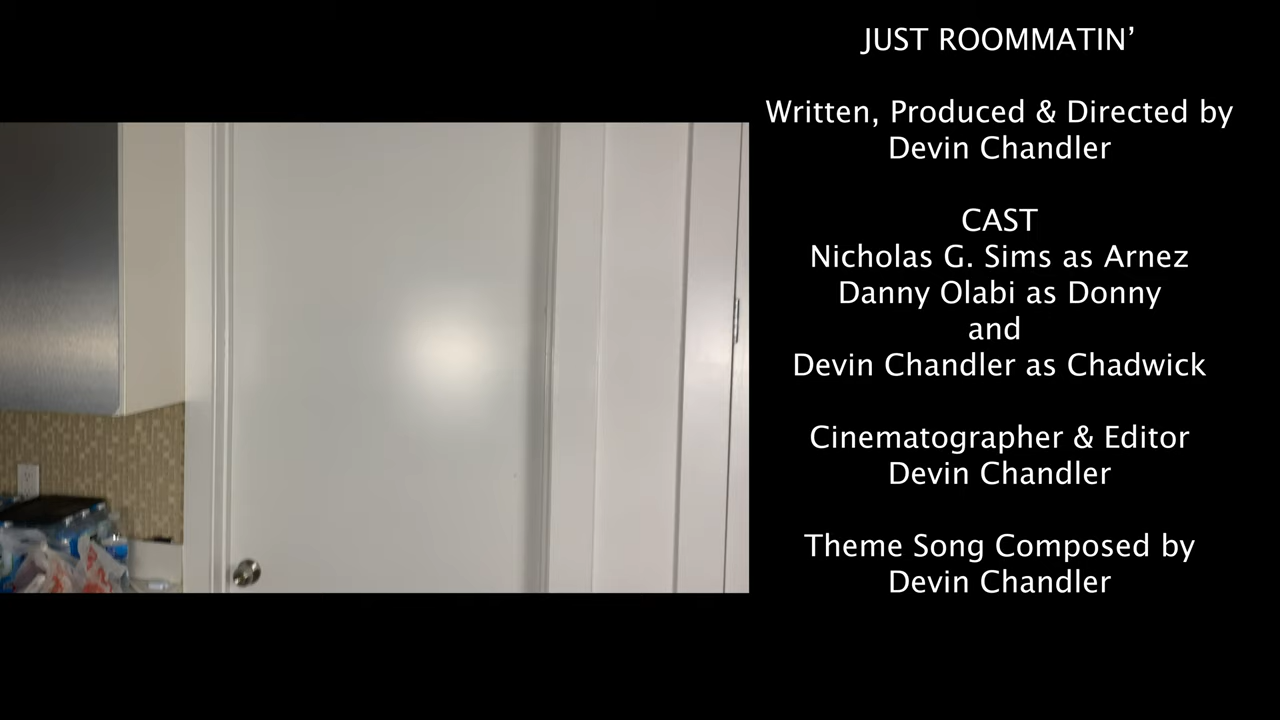 JUST ROOMMATIN’
Written, Produced & Directed by
Devin Chandler
CAST
Nicholas G. Sims as Arnez
Danny Olabi as Donny
and
Devin Chandler as Chadwick
Cinematographer & Editor
Devin Chandler
Theme Song Composed by
Devin Chandler